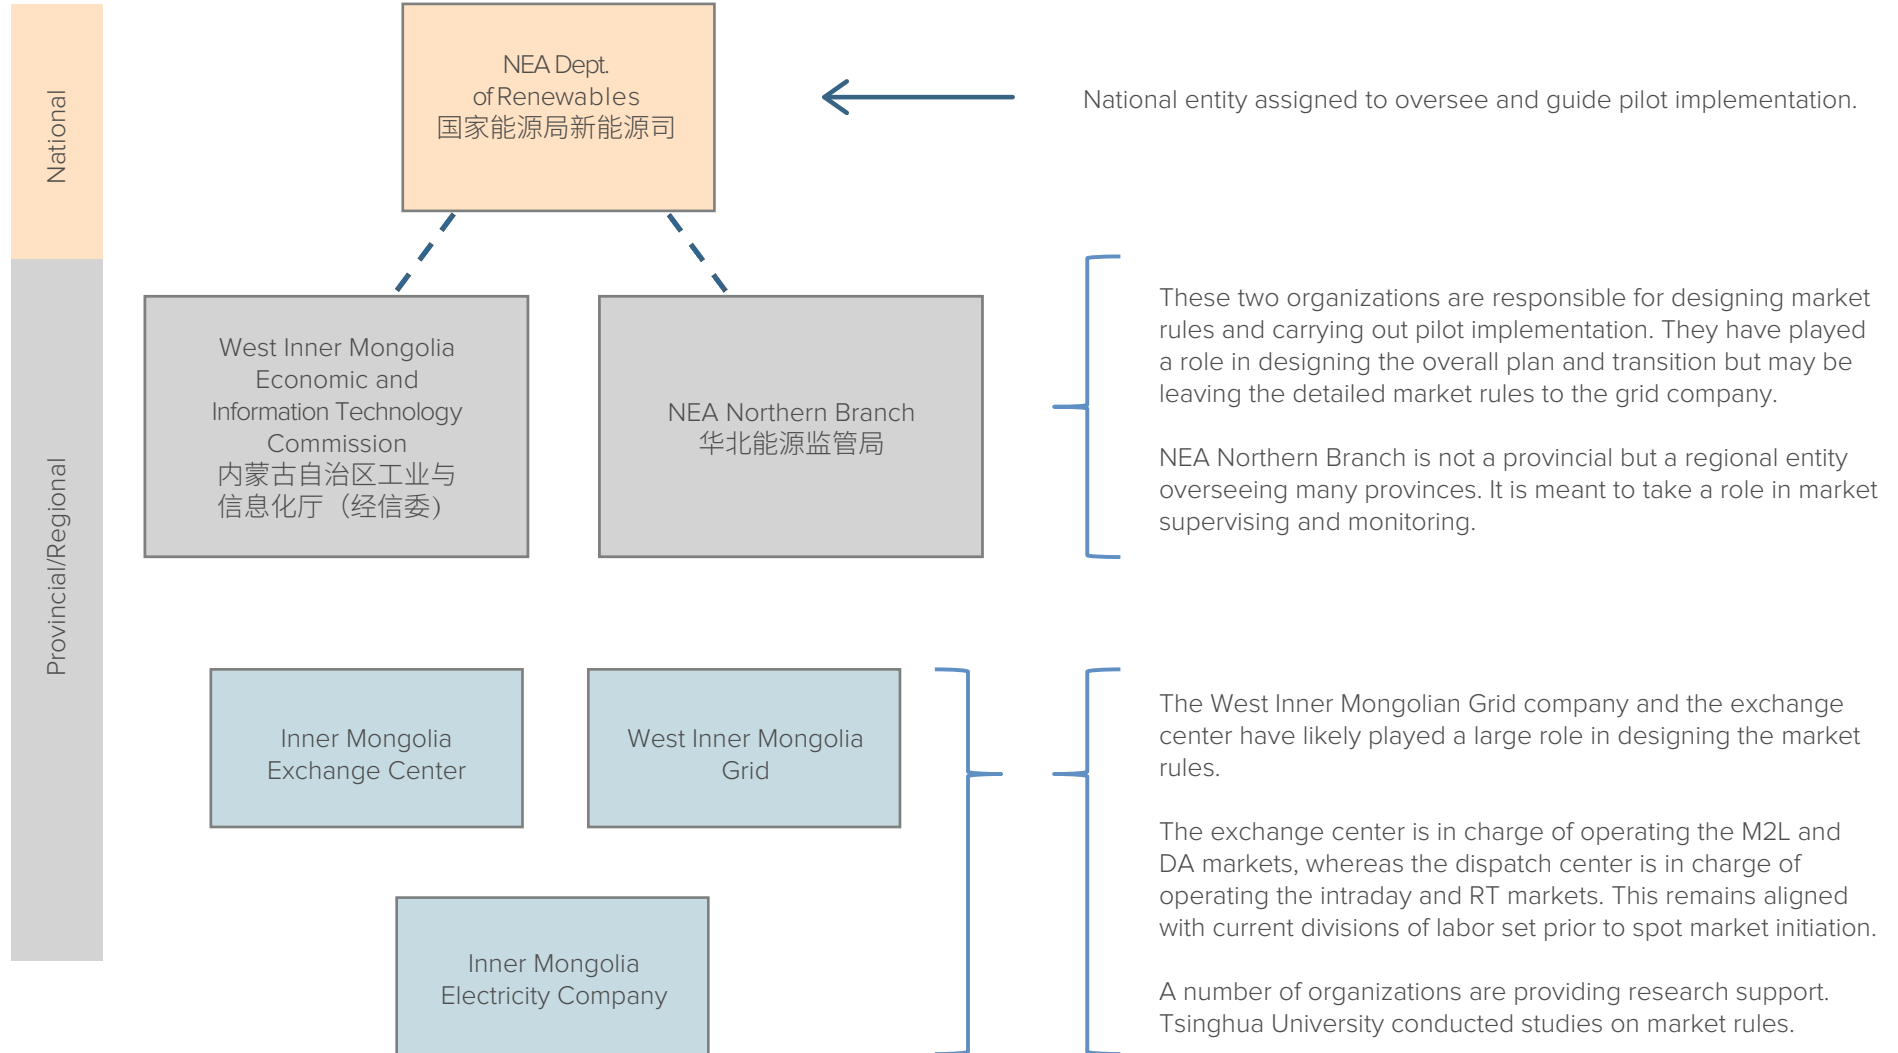 National
NEA Dept.
of Renewables
国家能源局新能源司
National entity assigned to oversee and guide pilot implementation.
Provincial/Regional
West Inner Mongolia
Economic and
Information Technology
Commission
内蒙古自治区工业与
信息化厅（经信委）
NEA Northern Branch
华北能源监管局
These two organizations are responsible for designing market
rules and carrying out pilot implementation. They have played
a role in designing the overall plan and transition but may be
leaving the detailed market rules to the grid company.
NEA Northern Branch is not a provincial but a regional entity
overseeing many provinces. It is meant to take a role in market
supervising and monitoring.
Inner Mongolia
Exchange Center
West Inner Mongolia
Grid
Inner Mongolia
Electricity Company
The West Inner Mongolian Grid company and the exchange
center have likely played a large role in designing the market
rules.
The exchange center is in charge of operating the M2L and
DA markets, whereas the dispatch center is in charge of
operating the intraday and RT markets. This remains aligned
with current divisions of labor set prior to spot market initiation.
A number of organizations are providing research support.
Tsinghua University conducted studies on market rules.